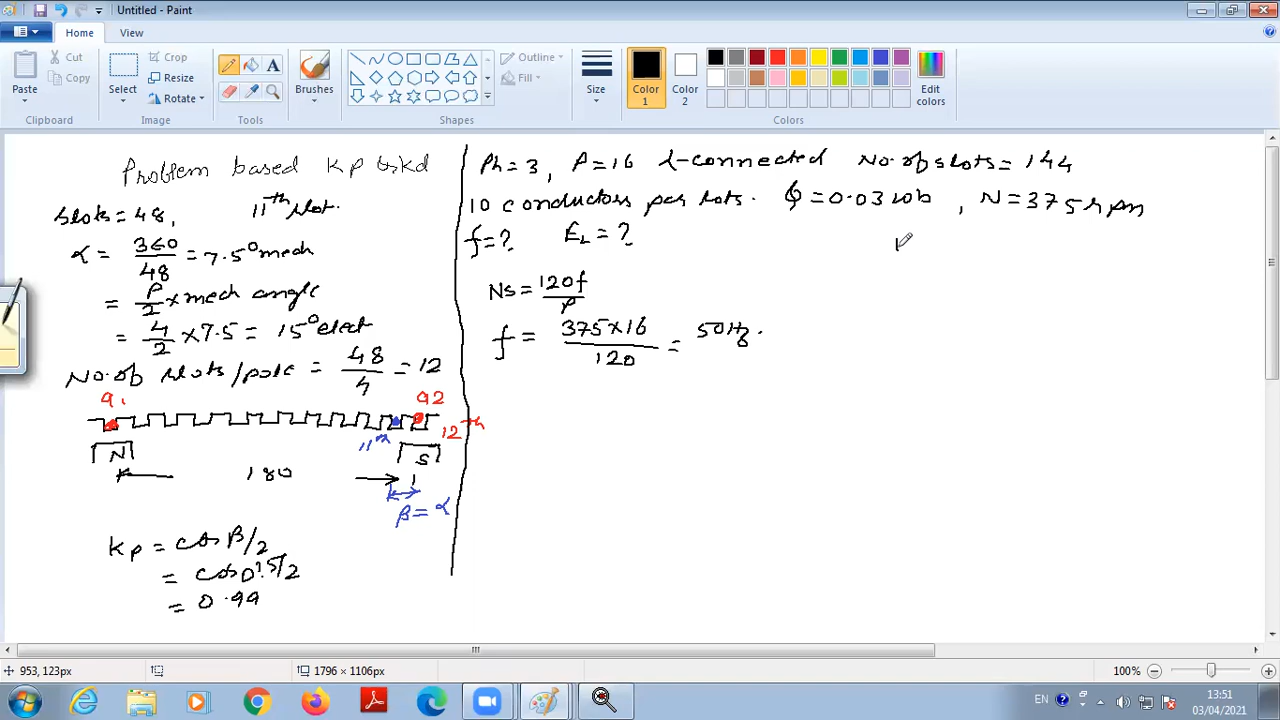 Untitled - Paint
Home View
Paste
Cut
Copy
Clipboard
Select
Crop
Resize
Rotate
Image
Tools
Brushes
Shapes
Outline
Fill
Size
Color 1
Color 2
Colors
Edit colors
Problem based Kp & Kd
Slots = 48, 11th slot.
α = 360/48 = 7.5° mech
= P/2 × mech angle
= 4/2 × 7.5 = 15° elect
No. of slots/pole = 48/4 = 12
a1 a2
11th 12th
N S
180
β = α
Kp = cos β/2
= cos
= 0.99
Ph = 3, P = 16 λ-connected No. of slots = 144
10 conductors per slots. Φ = 0.03 wb, N = 375 rpm
f = ? EL = ?
Ns = 120f/P
f = 375×16/120 = 50Hz.
953, 123px
1796 × 1106px
100%
EN
13:51
03/04/2021